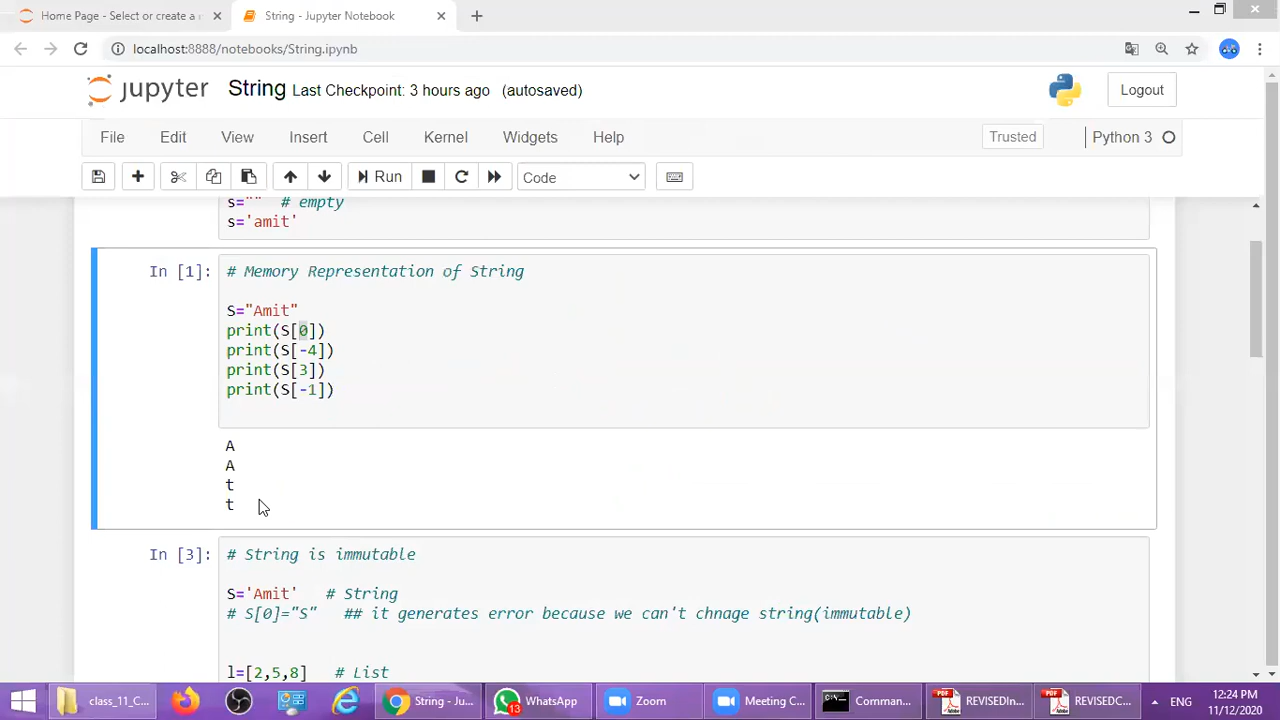 Home Page - Select or create a n
String - Jupyter Notebook
localhost:8888/notebooks/String.ipynb
jupyter String Last Checkpoint: 3 hours ago (autosaved)
Logout
File Edit View Insert Cell Kernel Widgets Help
Trusted
Python 3
Run
Code
s="" # empty
s='amit'
In [1]:
# Memory Representation of String
S="Amit"
print(S[0])
print(S[-4])
print(S[3])
print(S[-1])
A
A
t
t
In [3]:
# String is immutable
S='Amit' # String
# S[0]="S" ## it generates error because we can't chnage string(immutable)
l=[2,5,8] # List
class_11_C...
String - Ju...
13
WhatsApp
Zoom
Meeting C...
Comman...
REVISEDIn...
REVISEDC...
ENG
12:24 PM
11/12/2020